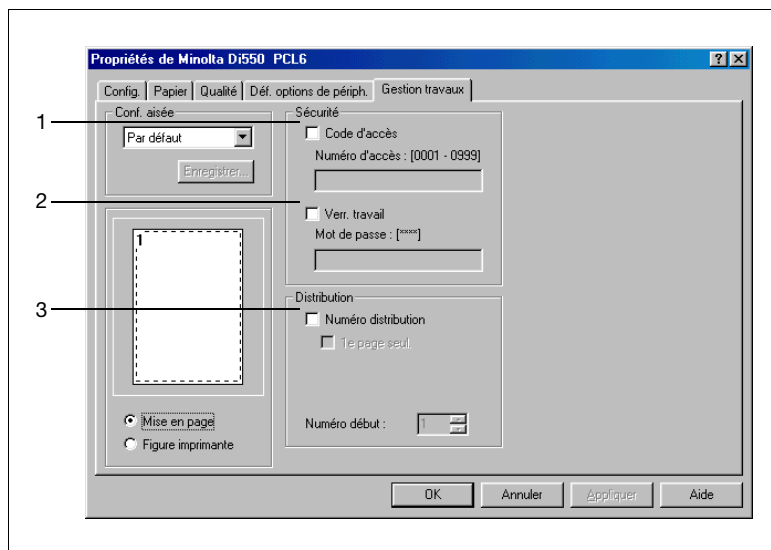 Propriétés de Minolta Di550 PCL6
Config. Papier Qualité Déf. options de périph. Gestion travaux
Conf. aisée
Par défaut
Enregistrer...
1
Mise en page
Figure imprimante
1
Sécurité
Code d'accès
Numéro d'accès : [0001 - 0999]
2
Verr. travail
Mot de passe : [****]
3
Distribution
Numéro distribution
1e page seul.
Numéro début : 1
OK Annuler Appliquer Aide